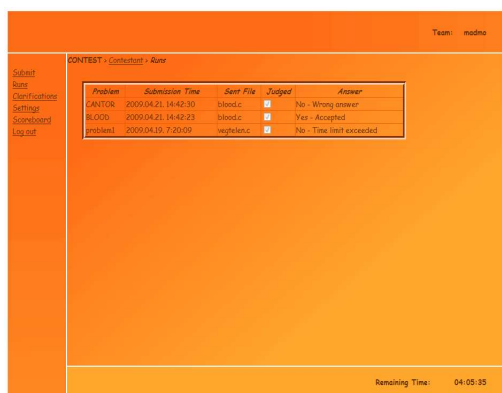 Team: madmo
CONTEST › Contestant › Runs
Submit
Runs
Clarifications
Settings
Scoreboard
Log out
Problem Submission Time Sent File Judged Answer
CANTOR 2009.04.21. 14:42:30 blood.c No - Wrong answer
BLOOD 2009.04.21. 14:42:23 blood.c Yes - Accepted
problem1 2009.04.19. 7:20:09 vegtelen.c No - Time limit exceeded
Remaining Time: 04:05:35